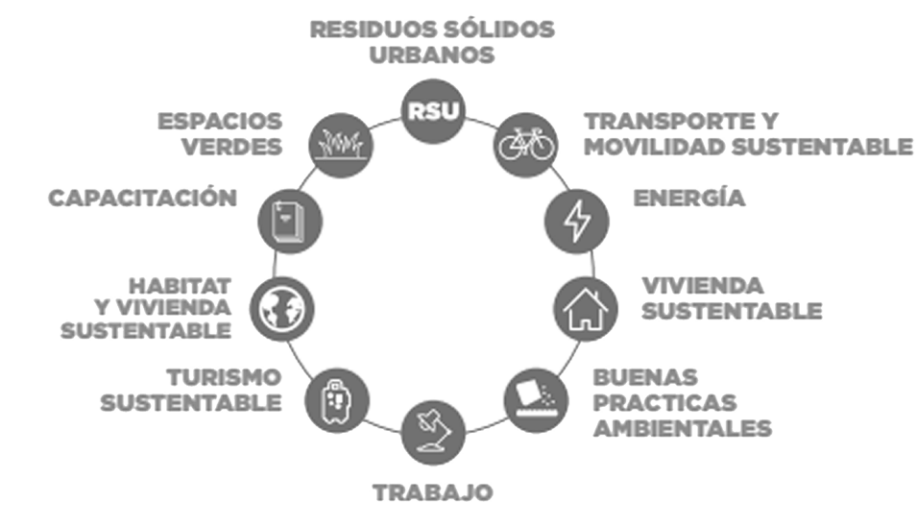 RESIDUOS SÓLIDOS
URBANOS
RSU
TRANSPORTE Y
MOVILIDAD SUSTENTABLE
ENERGÍA
VIVIENDA
SUSTENTABLE
BUENAS
PRACTICAS
AMBIENTALES
TRABAJO
TURISMO
SUSTENTABLE
HABITAT
Y VIVIENDA
SUSTENTABLE
CAPACITACIÓN
ESPACIOS
VERDES